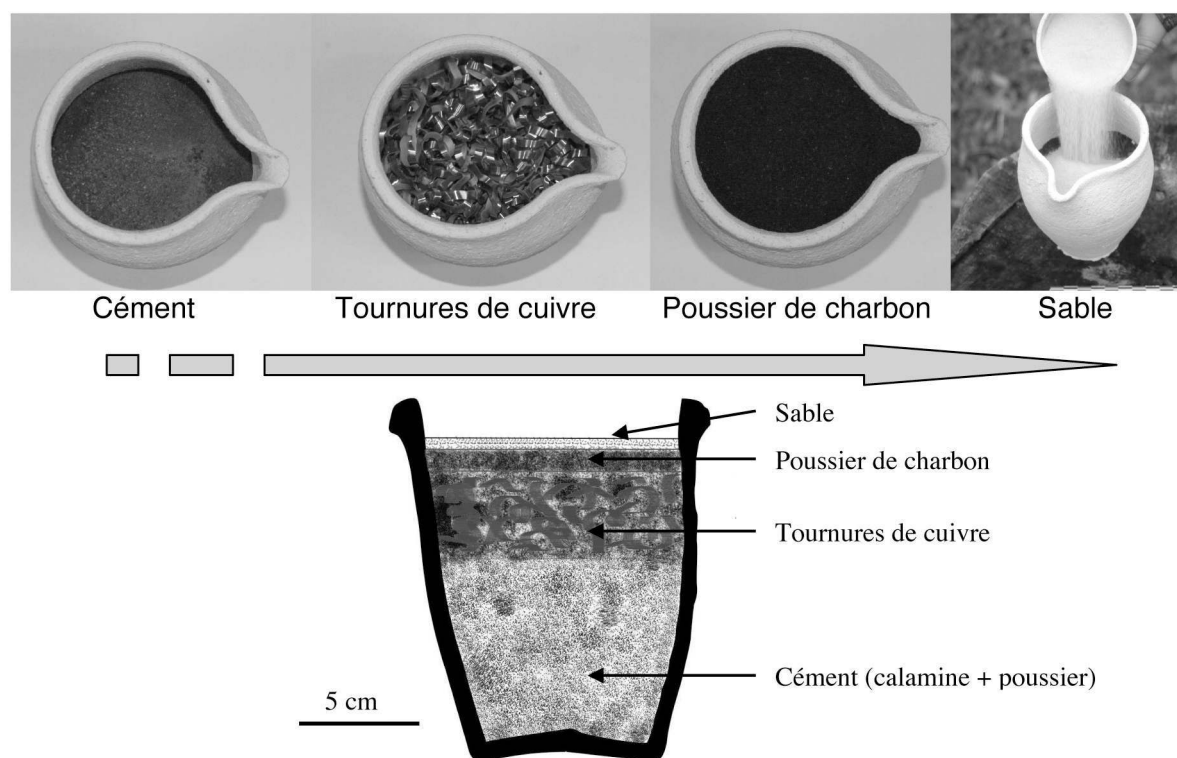 Cément
Tournures de cuivre
Poussier de charbon
Sable
Sable
Poussier de charbon
Tournures de cuivre
Cément (calamine + poussier)
5 cm